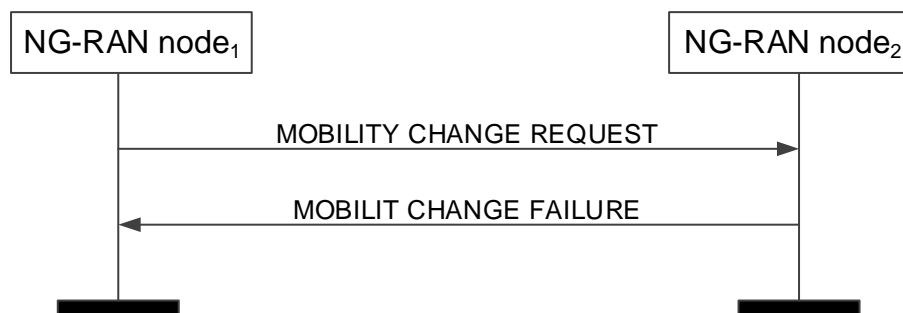 NG-RAN node₁
NG-RAN node₂
MOBILITY CHANGE REQUEST
MOBILIT CHANGE FAILURE